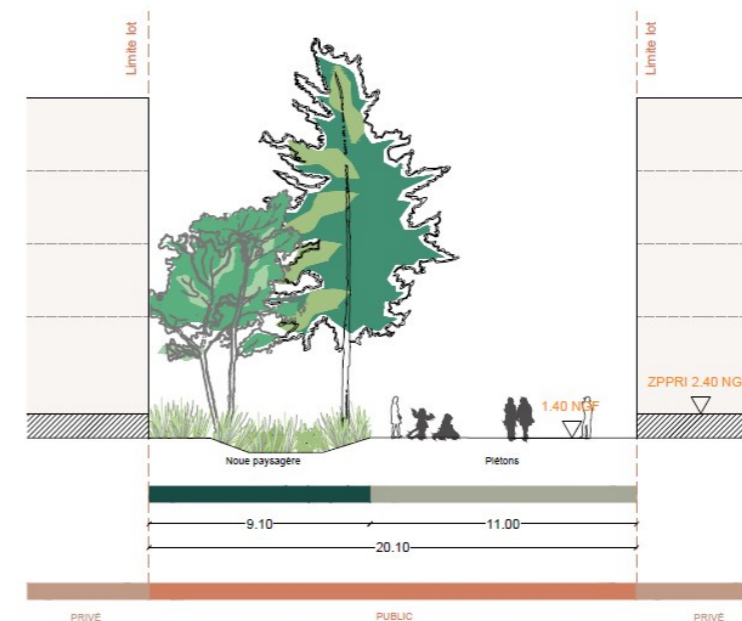 Limite lot
Limite lot
ZPPRI 2.40 NG
1.40 NGF
Noue paysagère
Piétons
9.10
11.00
20.10
PRIVÉ
PUBLIC
PRIVÉ